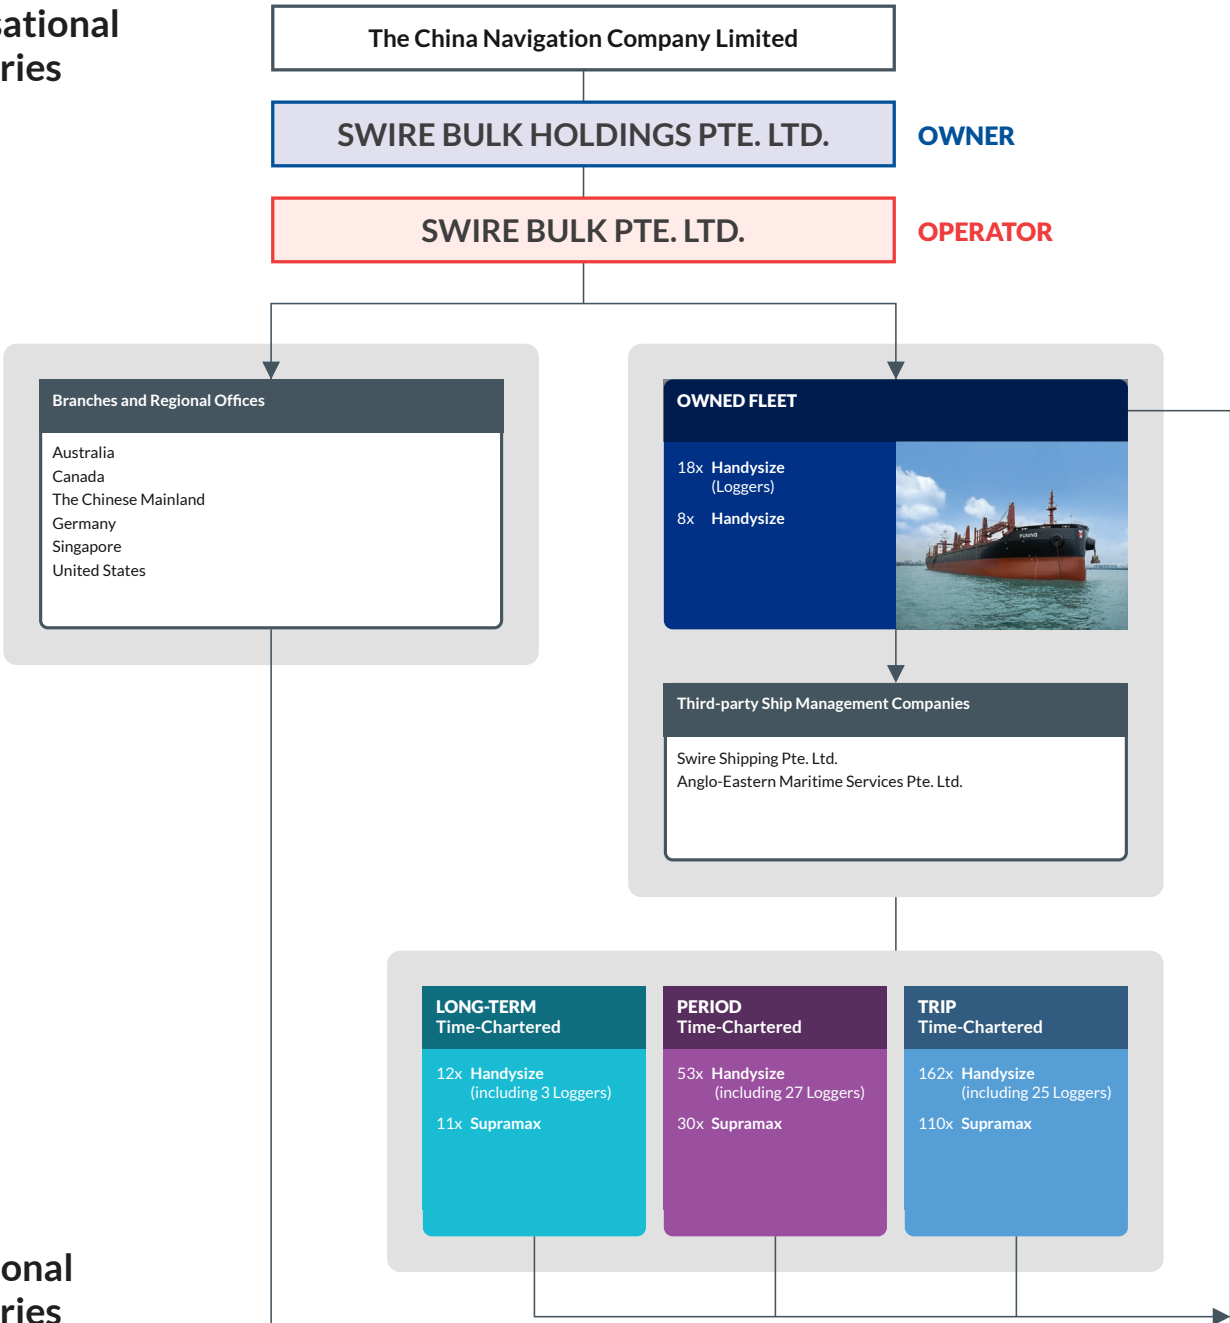 The China Navigation Company Limited
SWIRE BULK HOLDINGS PTE. LTD.
OWNER
SWIRE BULK PTE. LTD.
OPERATOR
Branches and Regional Offices
Australia
Canada
The Chinese Mainland
Germany
Singapore
United States
OWNED FLEET
18x Handysize
(Loggers)
8x Handysize
Third-party Ship Management Companies
Swire Shipping Pte. Ltd.
Anglo-Eastern Maritime Services Pte. Ltd.
LONG-TERM
Time-Chartered
12x Handysize
(including 3 Loggers)
11x Supramax
PERIOD
Time-Chartered
53x Handysize
(including 27 Loggers)
30x Supramax
TRIP
Time-Chartered
162x Handysize
(including 25 Loggers)
110x Supramax